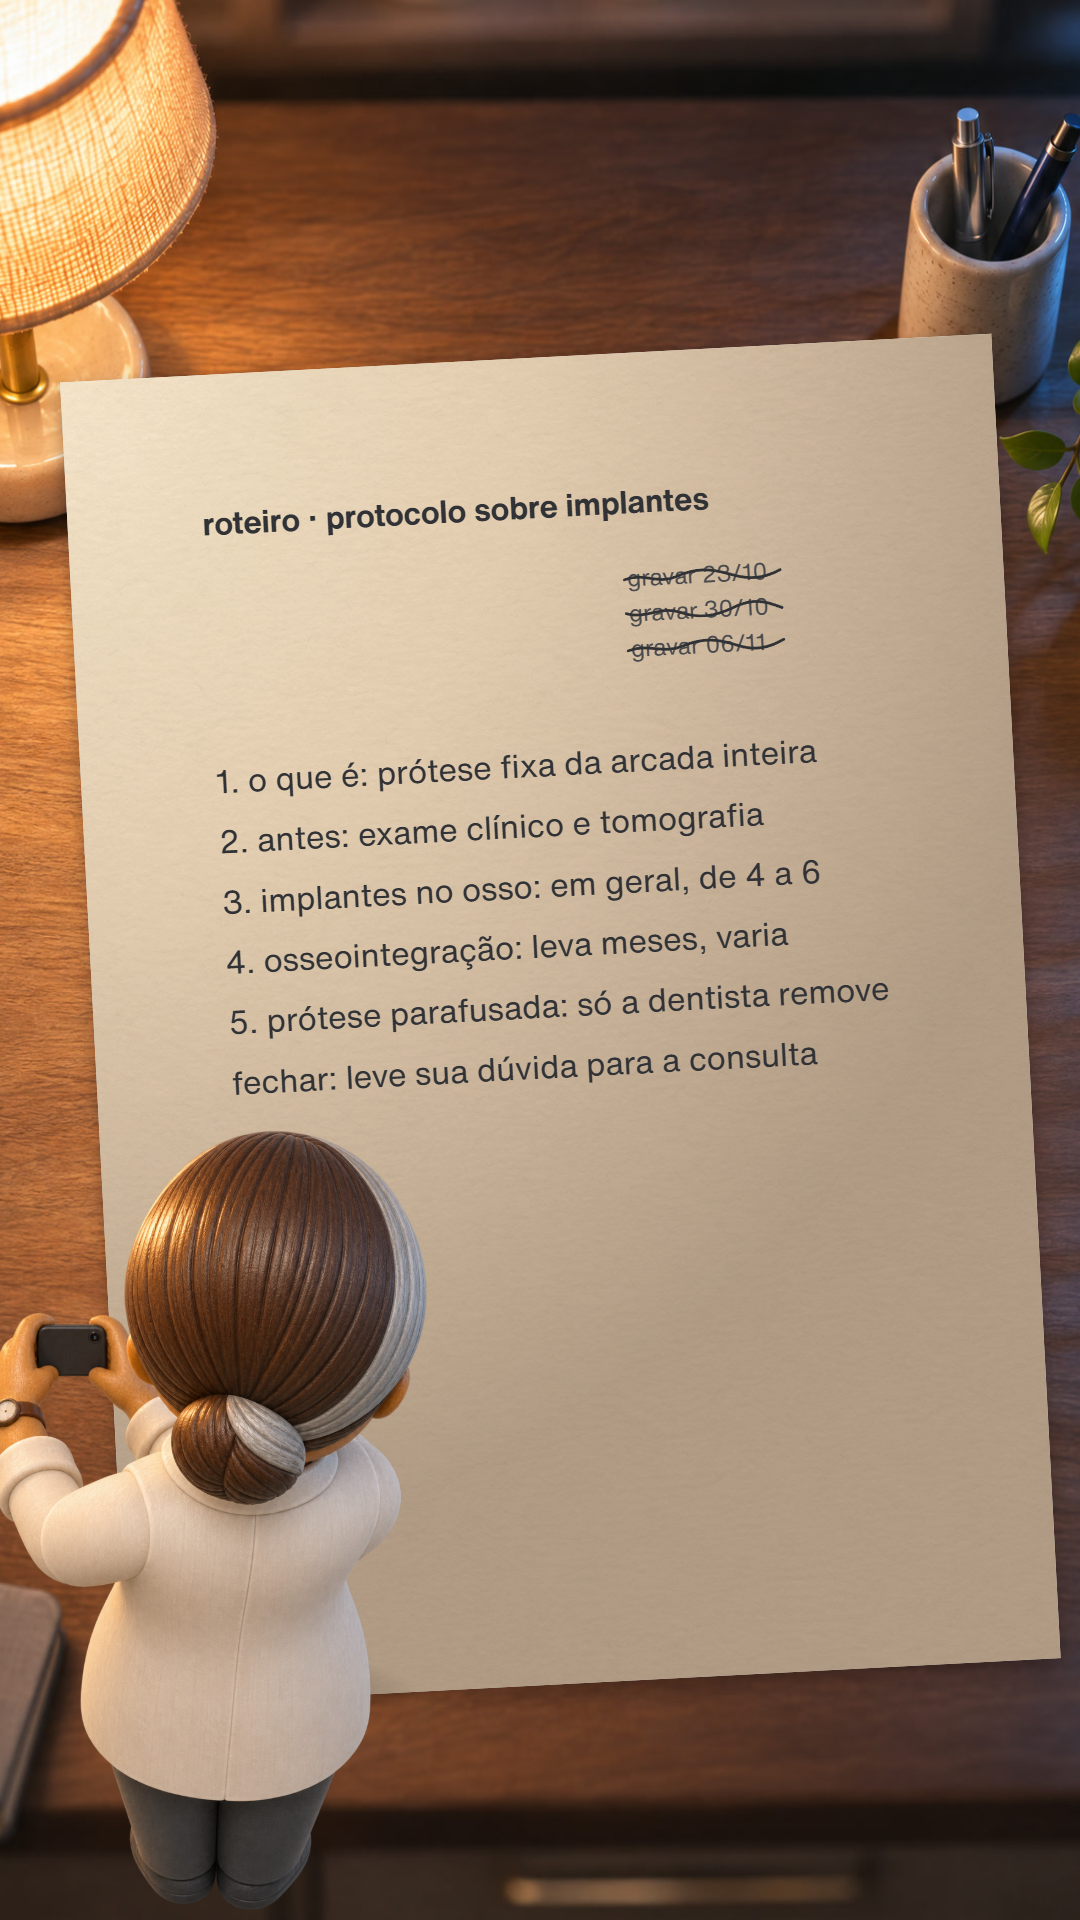 roteiro · protocolo sobre implantes
gravar 23/10
gravar 30/10
gravar 06/11
1. o que é: prótese fixa da arcada inteira
2. antes: exame clínico e tomografia
3. implantes no osso: em geral, de 4 a 6
4. osseointegração: leva meses, varia
5. prótese parafusada: só a dentista remove
fechar: leve sua dúvida para a consulta